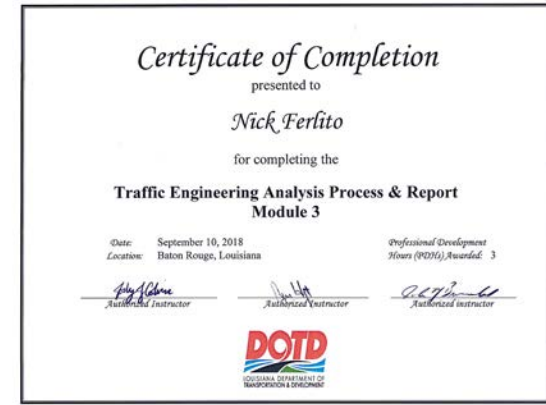 Certificate of Completion
presented to
Nick Ferlito
for completing the
Traffic Engineering Analysis Process & Report
Module 3
Date: September 10, 2018
Location: Baton Rouge, Louisiana
Professional Development
Hours (PDHs) Awarded: 3
Authorized Instructor
Authorized Instructor
Authorized instructor
DOTD
LOUISIANA DEPARTMENT OF
TRANSPORTATION & DEVELOPMENT